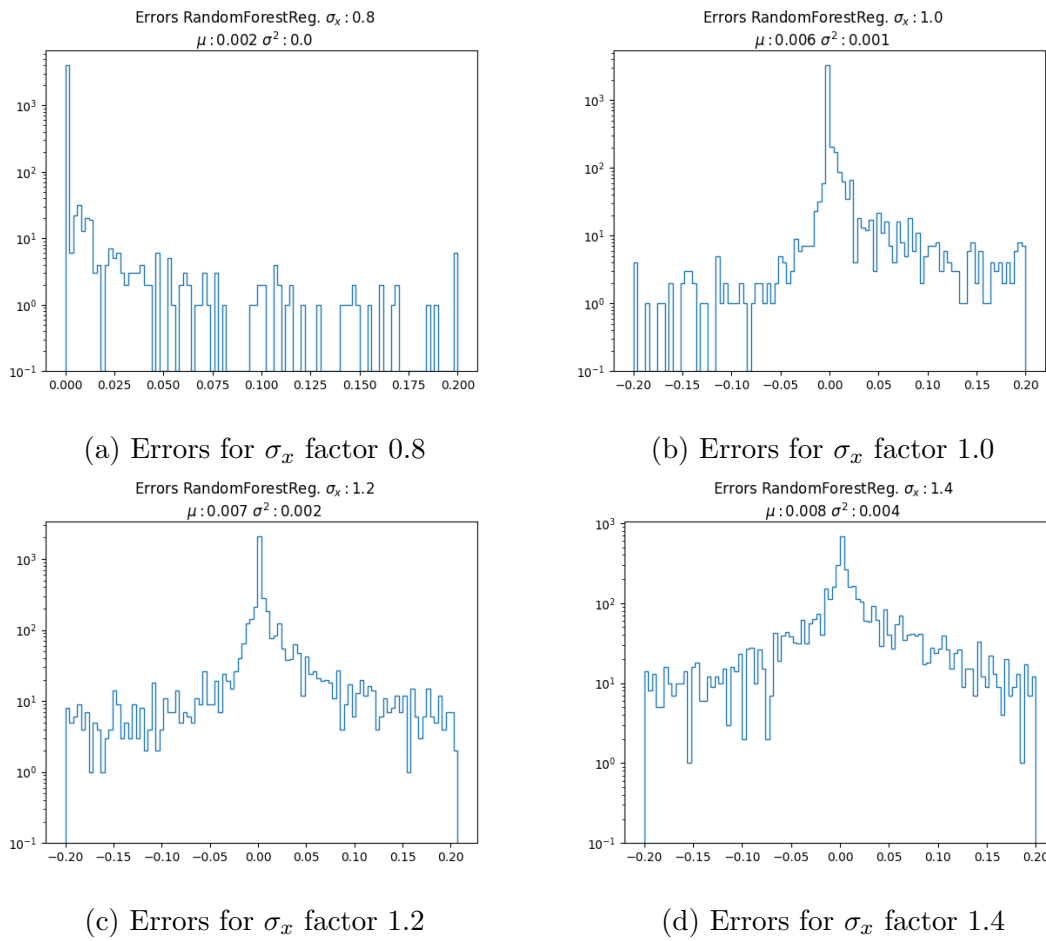 Errors RandomForestReg. σₓ : 0.8
μ : 0.002 σ² : 0.0
10³
10²
10¹
10⁰
10⁻¹
0.000 0.025 0.050 0.075 0.100 0.125 0.150 0.175 0.200
(a) Errors for σₓ factor 0.8
Errors RandomForestReg. σₓ : 1.0
μ : 0.006 σ² : 0.001
10³
10²
10¹
10⁰
10⁻¹
−0.20 −0.15 −0.10 −0.05 0.00 0.05 0.10 0.15 0.20
(b) Errors for σₓ factor 1.0
Errors RandomForestReg. σₓ : 1.2
μ : 0.007 σ² : 0.002
10³
10²
10¹
10⁰
10⁻¹
−0.20 −0.15 −0.10 −0.05 0.00 0.05 0.10 0.15 0.20
(c) Errors for σₓ factor 1.2
Errors RandomForestReg. σₓ : 1.4
μ : 0.008 σ² : 0.004
10³
10²
10¹
10⁰
10⁻¹
−0.20 −0.15 −0.10 −0.05 0.00 0.05 0.10 0.15 0.20
(d) Errors for σₓ factor 1.4